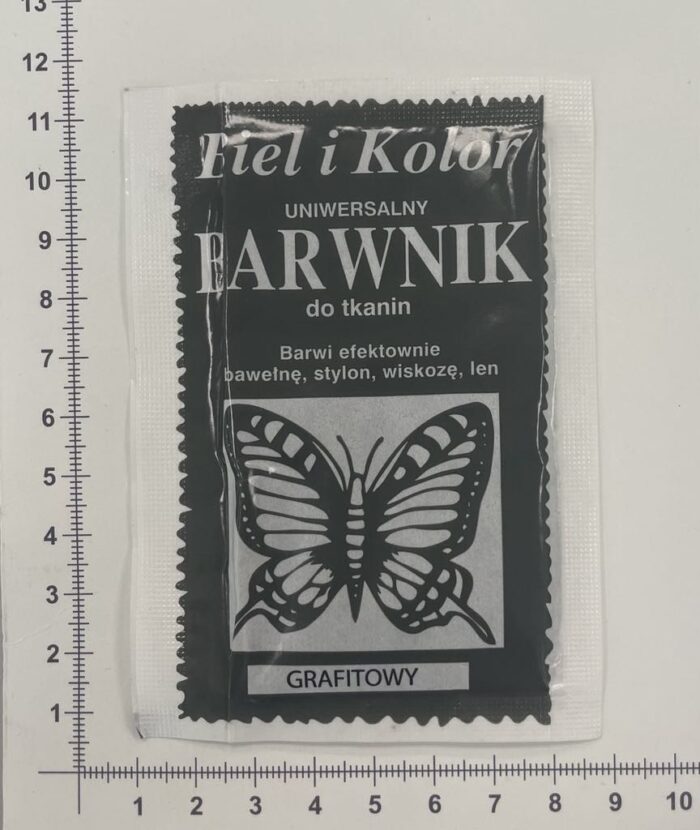 Biel i Kolor
UNIWERSALNY
BARWNIK
do tkanin
Barwi efektownie
bawełnę, stylon, wiskozę, len
GRAFITOWY
13
12
11
10
9
8
7
6
5
4
3
2
1
1 2 3 4 5 6 7 8 9 10